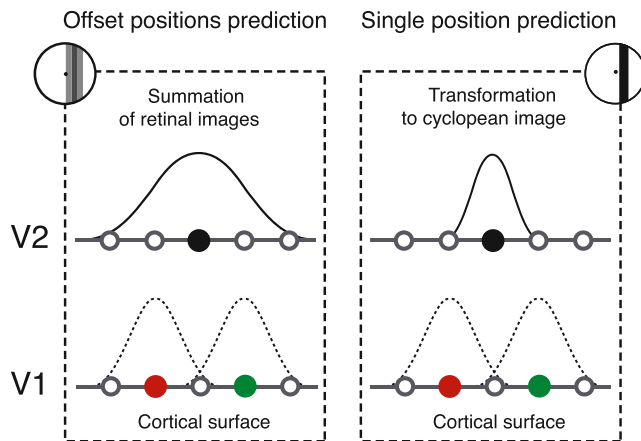 Offset positions prediction
Single position prediction
Summation
of retinal images
Transformation
to cyclopean image
V2
V1
Cortical surface
Cortical surface